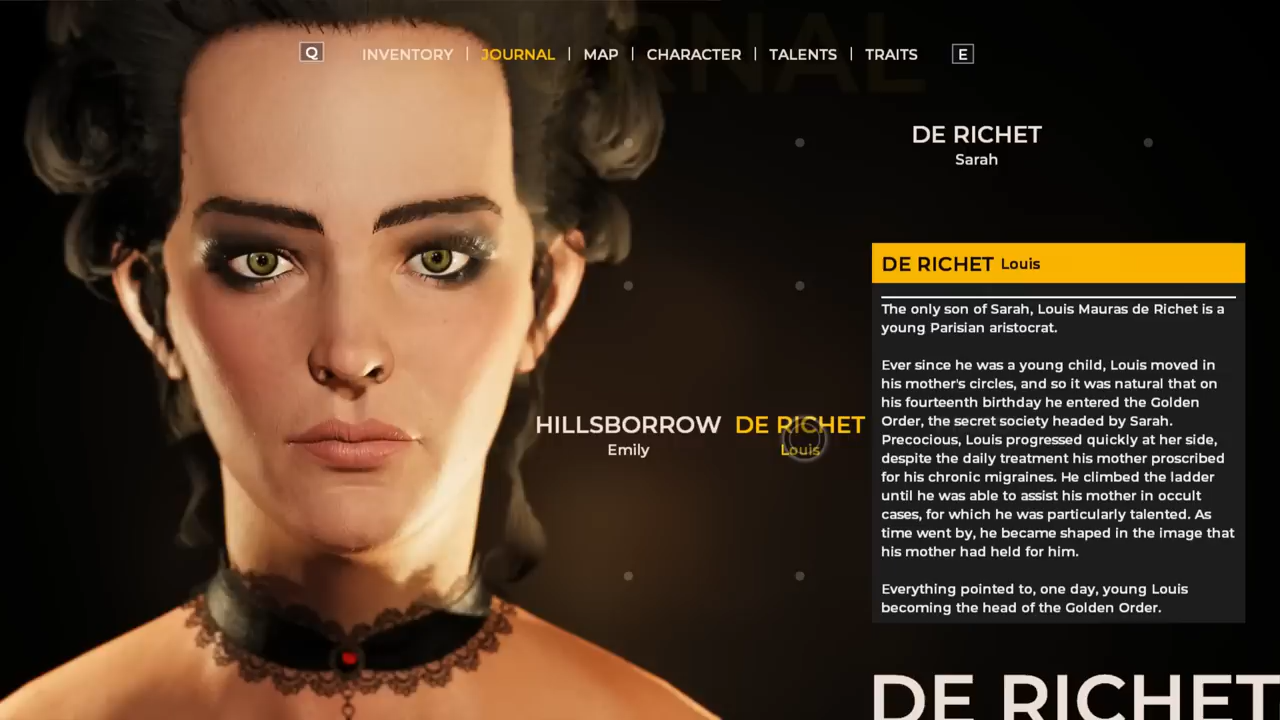 JOURNAL
Q INVENTORY | JOURNAL | MAP | CHARACTER | TALENTS | TRAITS E
DE RICHET
Sarah
DE RICHET Louis
The only son of Sarah, Louis Mauras de Richet is a
young Parisian aristocrat.
Ever since he was a young child, Louis moved in
his mother's circles, and so it was natural that on
his fourteenth birthday he entered the Golden
Order, the secret society headed by Sarah.
Precocious, Louis progressed quickly at her side,
despite the daily treatment his mother proscribed
for his chronic migraines. He climbed the ladder
until he was able to assist his mother in occult
cases, for which he was particularly talented. As
time went by, he became shaped in the image that
his mother had held for him.
Everything pointed to, one day, young Louis
becoming the head of the Golden Order.
HILLSBORROW
Emily
DE RICHET
Louis
DE RICHET